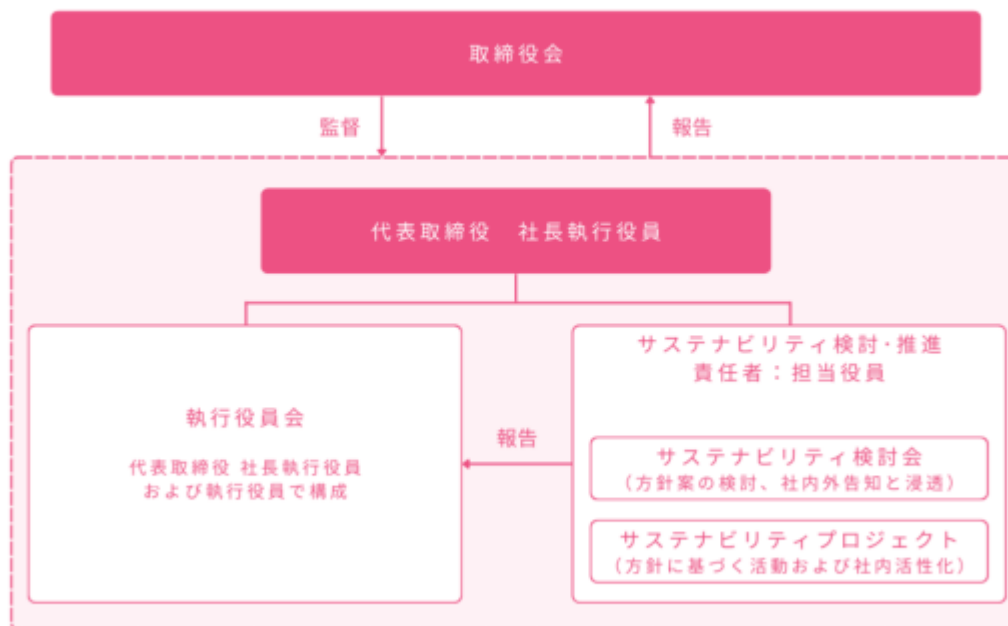 取締役会
監督
報告
代表取締役　社長執行役員
執行役員会
代表取締役 社長執行役員
および執行役員で構成
報告
サステナビリティ検討･推進
責任者：担当役員
サステナビリティ検討会
（方針案の検討、社内外告知と浸透）
サステナビリティプロジェクト
（方針に基づく活動および社内活性化）